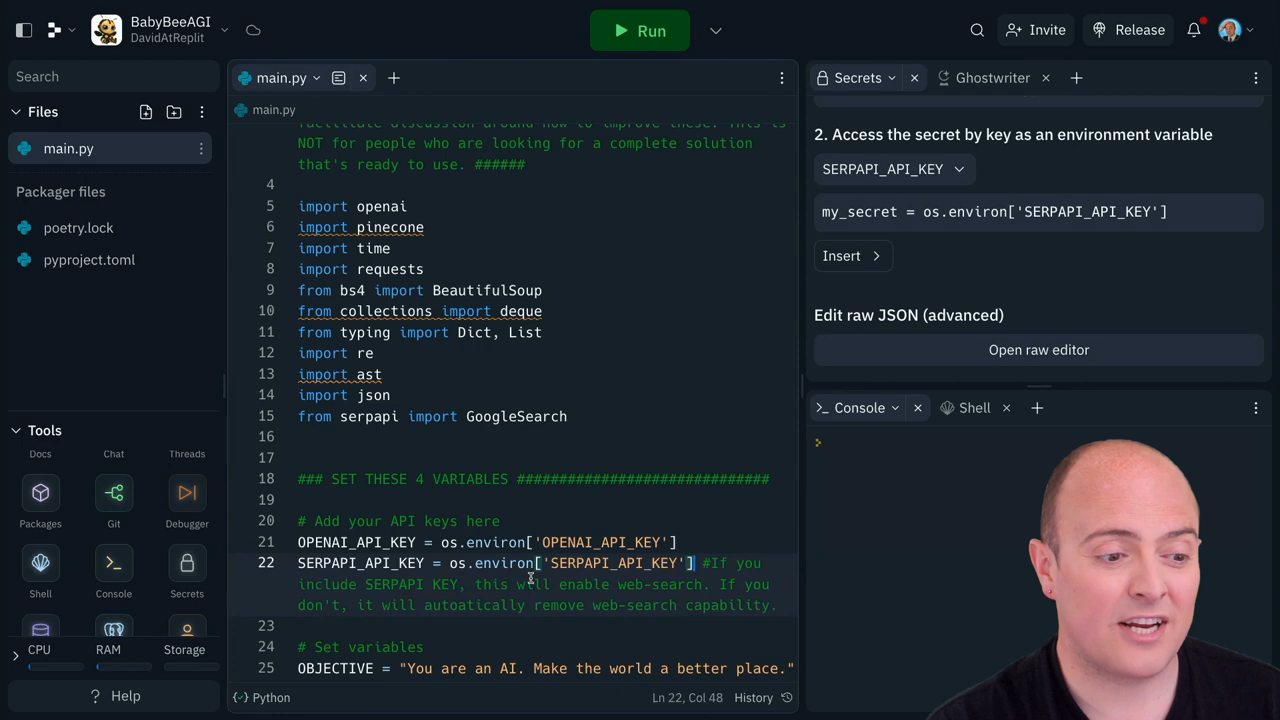 BabyBeeAGI
DavidAtReplit
Run
Invite
Release
Search
Files
main.py
Packager files
poetry.lock
pyproject.toml
Tools
Docs
Chat
Threads
Packages
Git
Debugger
Shell
Console
Secrets
CPU
RAM
Storage
? Help
main.py
main.py
facilitate discussion around how to improve these. This is
NOT for people who are looking for a complete solution
that's ready to use. ######
4
5 import openai
6 import pinecone
7 import time
8 import requests
9 from bs4 import BeautifulSoup
10 from collections import deque
11 from typing import Dict, List
12 import re
13 import ast
14 import json
15 from serpapi import GoogleSearch
16
17
18 ### SET THESE 4 VARIABLES ##############################
19
20 # Add your API keys here
21 OPENAI_API_KEY = os.environ['OPENAI_API_KEY']
22 SERPAPI_API_KEY = os.environ['SERPAPI_API_KEY'] #If you
include SERPAPI KEY, this will enable web-search. If you
don't, it will autoatically remove web-search capability.
23
24 # Set variables
25 OBJECTIVE = "You are an AI. Make the world a better place."
Python
Ln 22, Col 48
History
Secrets
Ghostwriter
2. Access the secret by key as an environment variable
SERPAPI_API_KEY
my_secret = os.environ['SERPAPI_API_KEY']
Insert
Edit raw JSON (advanced)
Open raw editor
Console
Shell